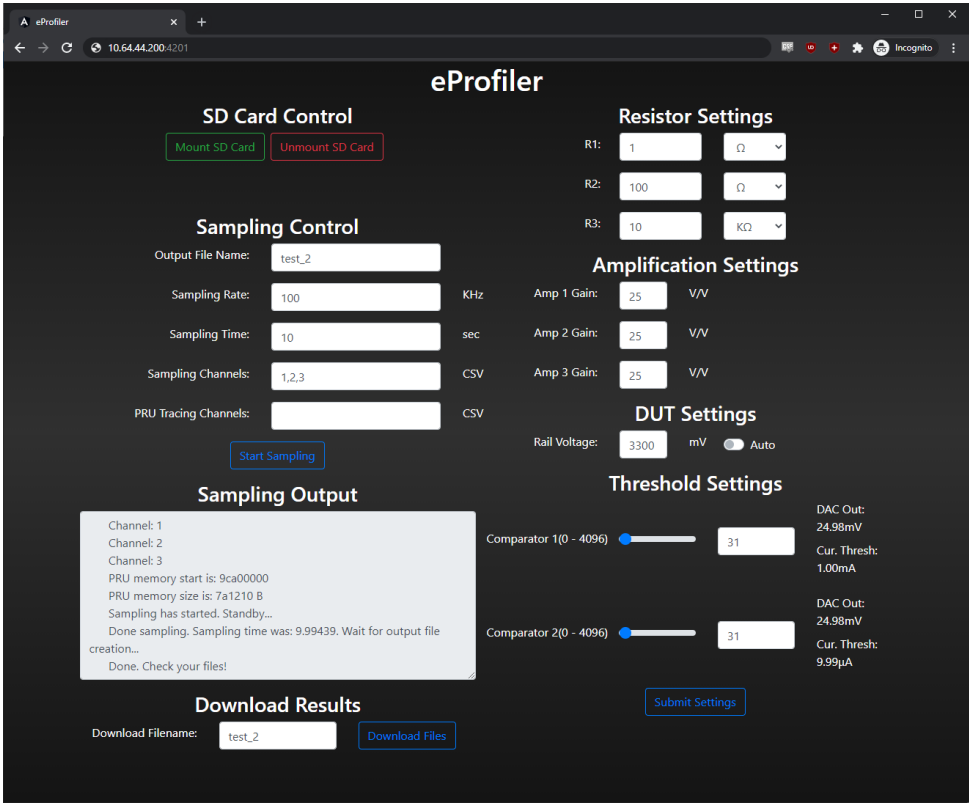 eProfiler
10.64.44.200:4201
Incognito
eProfiler
SD Card Control
Mount SD Card
Unmount SD Card
Sampling Control
Output File Name: test_2
Sampling Rate: 100 KHz
Sampling Time: 10 sec
Sampling Channels: 1,2,3 CSV
PRU Tracing Channels: CSV
Start Sampling
Sampling Output
Channel: 1
Channel: 2
Channel: 3
PRU memory start is: 9ca00000
PRU memory size is: 7a1210 B
Sampling has started. Standby...
Done sampling. Sampling time was: 9.99439. Wait for output file
creation...
Done. Check your files!
Download Results
Download Filename: test_2 Download Files
Resistor Settings
R1: 1 Ω
R2: 100 Ω
R3: 10 KΩ
Amplification Settings
Amp 1 Gain: 25 V/V
Amp 2 Gain: 25 V/V
Amp 3 Gain: 25 V/V
DUT Settings
Rail Voltage: 3300 mV Auto
Threshold Settings
Comparator 1(0 - 4096) 31
DAC Out:
24.98mV
Cur. Thresh:
1.00mA
Comparator 2(0 - 4096) 31
DAC Out:
24.98mV
Cur. Thresh:
9.99µA
Submit Settings